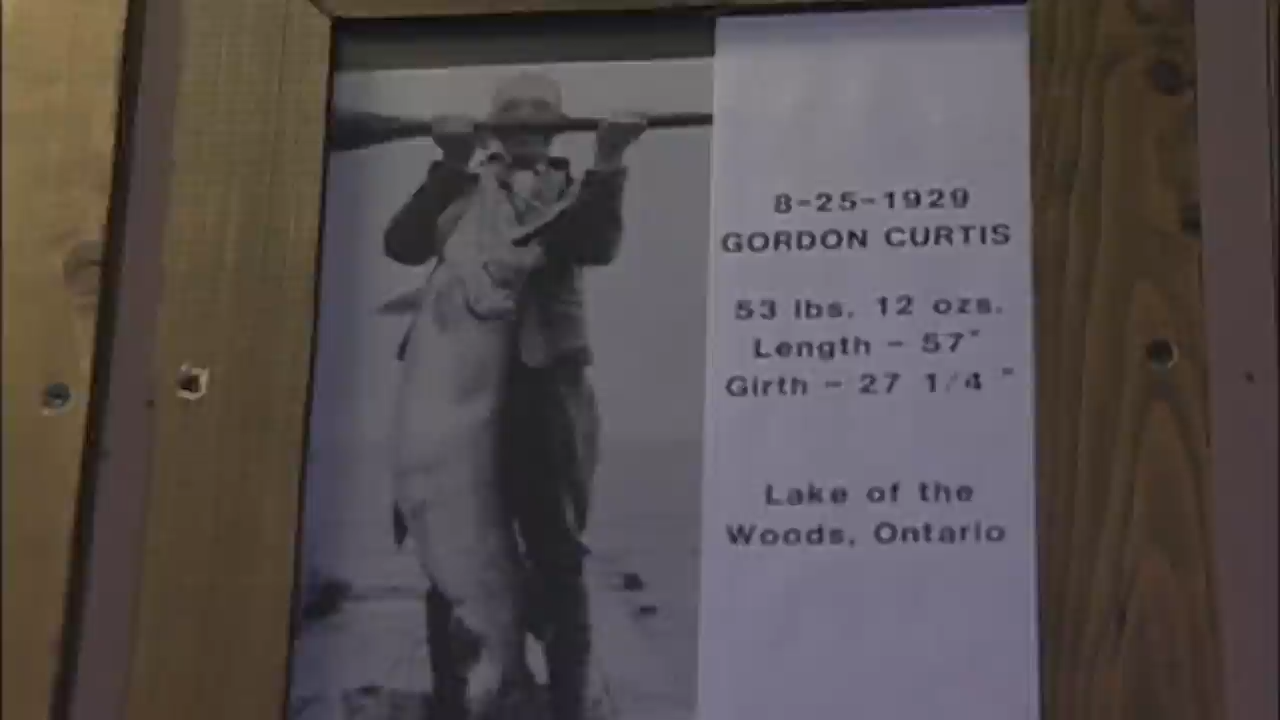 8-25-1929
GORDON CURTIS
53 lbs. 12 ozs.
Length - 57"
Girth - 27 1/4 "
Lake of the
Woods, Ontario